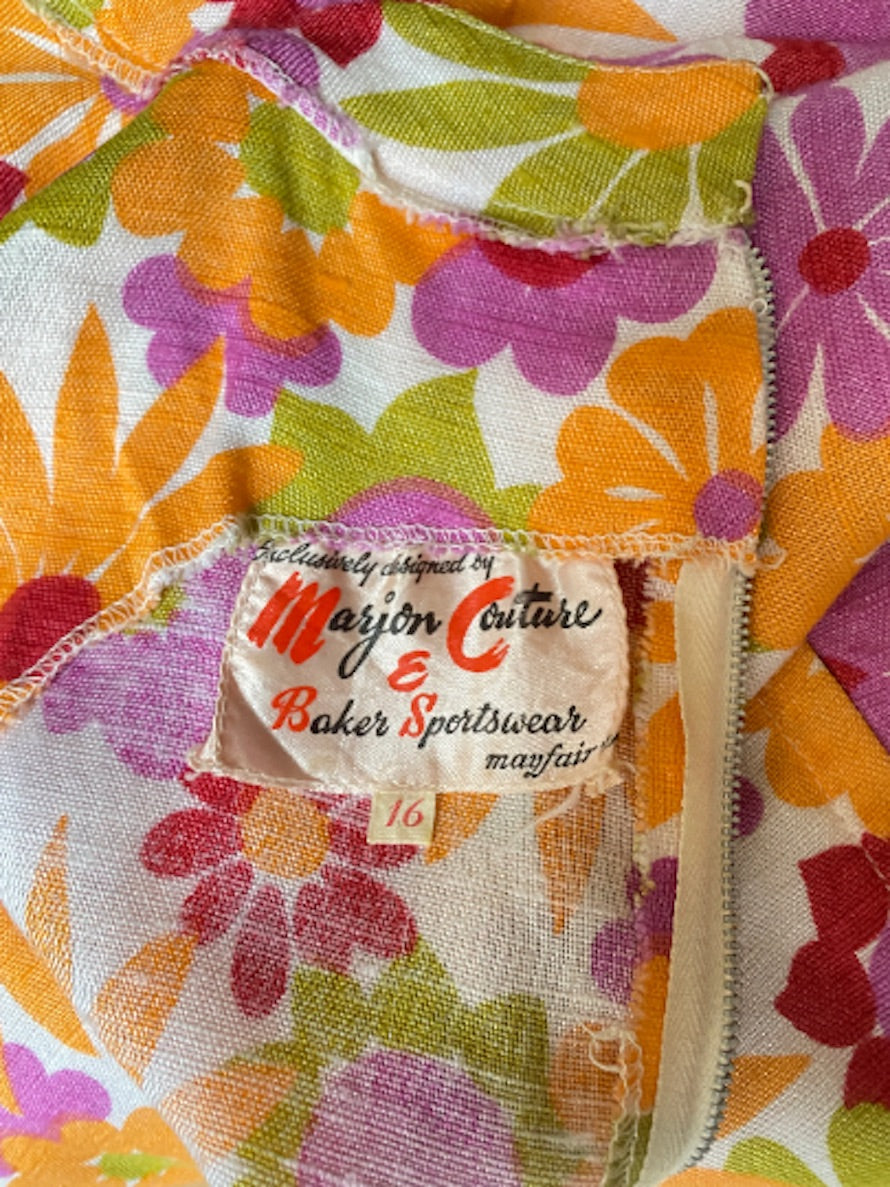 Exclusively designed by
Marjon Couture
&
Baker Sportswear
mayfair
16